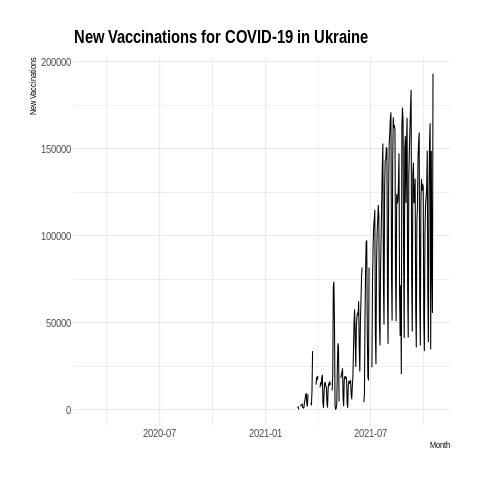 New Vaccinations for COVID-19 in Ukraine
New Vaccinations
200000
150000
100000
50000
0
2020-07 2021-01 2021-07
Month